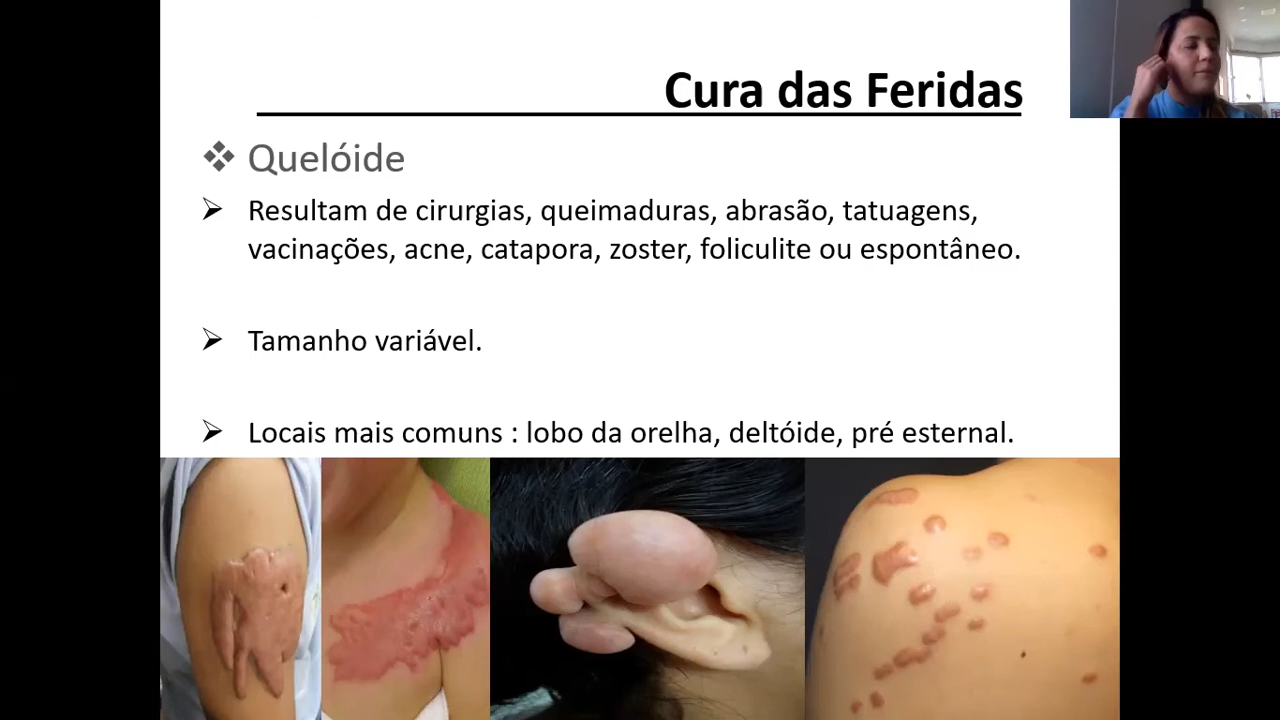 Cura das Feridas
Quelóide
Resultam de cirurgias, queimaduras, abrasão, tatuagens,
vacinações, acne, catapora, zoster, foliculite ou espontâneo.
Tamanho variável.
Locais mais comuns : lobo da orelha, deltóide, pré esternal.